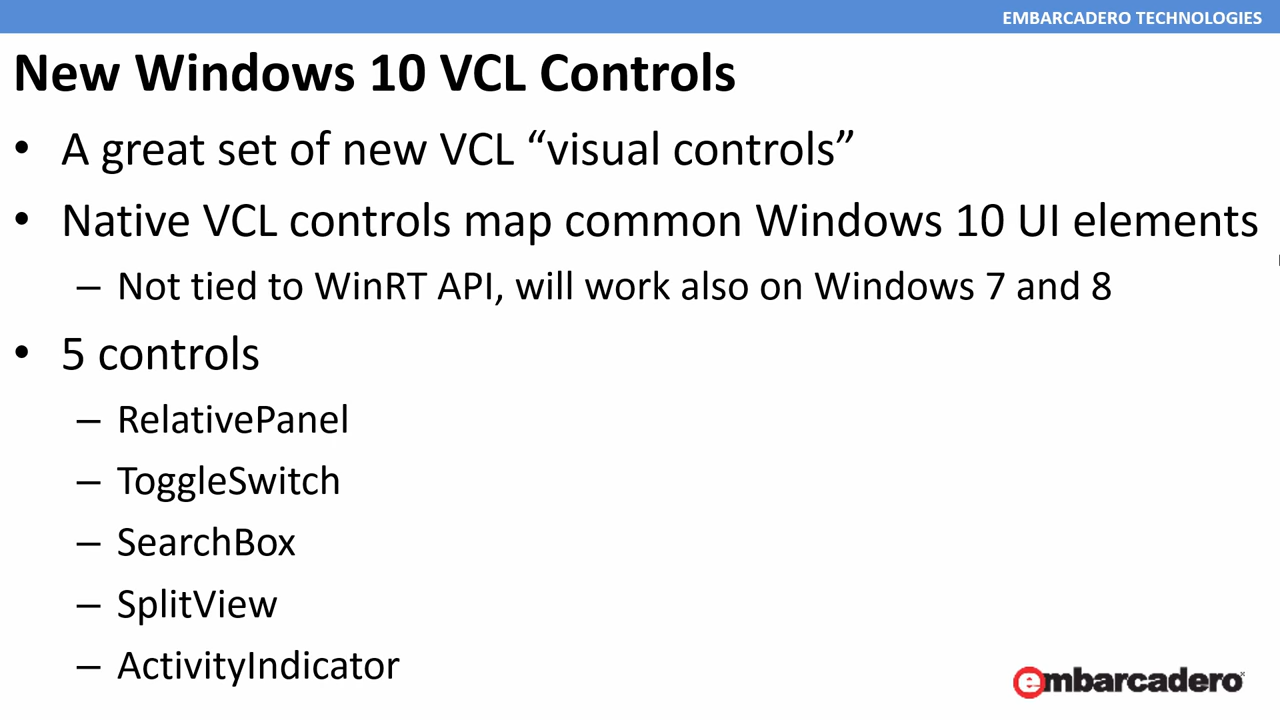 EMBARCADERO TECHNOLOGIES
New Windows 10 VCL Controls
• A great set of new VCL “visual controls”
• Native VCL controls map common Windows 10 UI elements
– Not tied to WinRT API, will work also on Windows 7 and 8
• 5 controls
– RelativePanel
– ToggleSwitch
– SearchBox
– SplitView
– ActivityIndicator
embarcadero